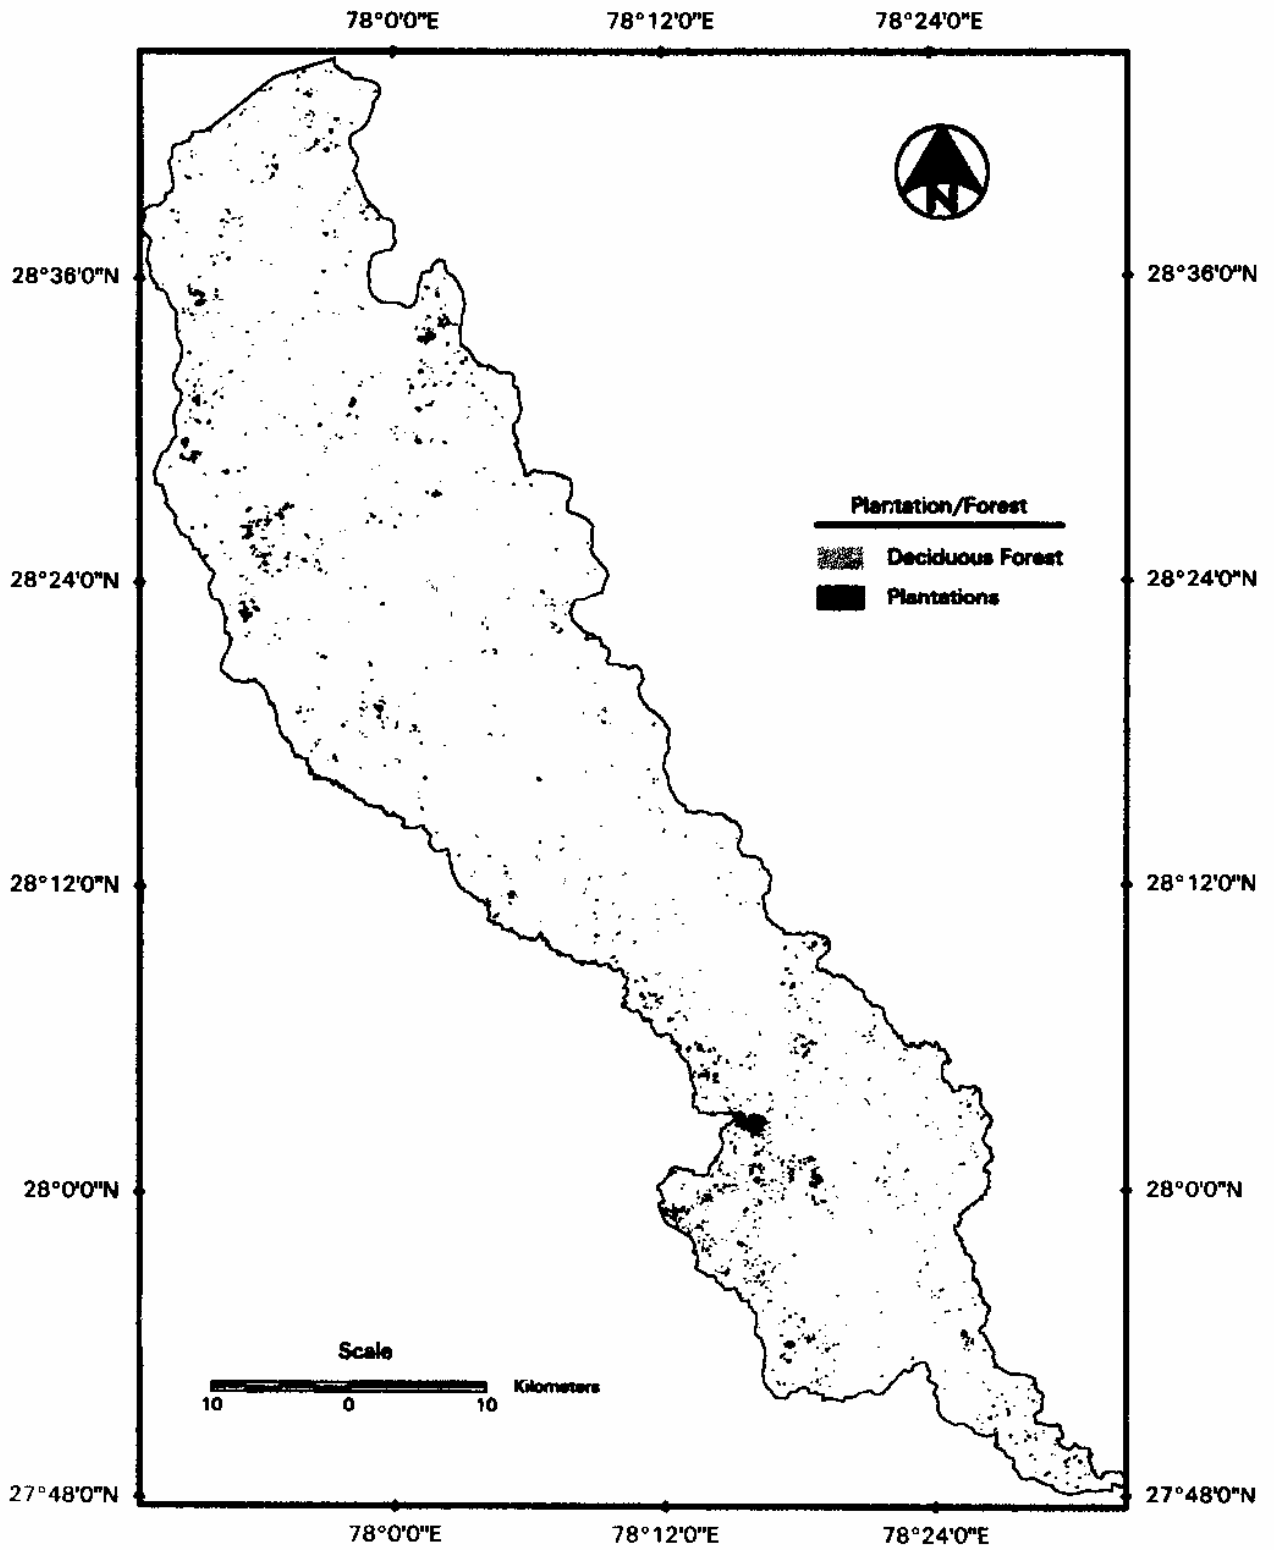 78°0'0"E 78°12'0"E 78°24'0"E
N
28°36'0"N 28°36'0"N
Plantation/Forest
Deciduous Forest
28°24'0"N 28°24'0"N
Plantations
28°12'0"N 28°12'0"N
28°0'0"N 28°0'0"N
Scale
Kilometers
10 0 10
27°48'0"N 27°48'0"N
78°0'0"E 78°12'0"E 78°24'0"E